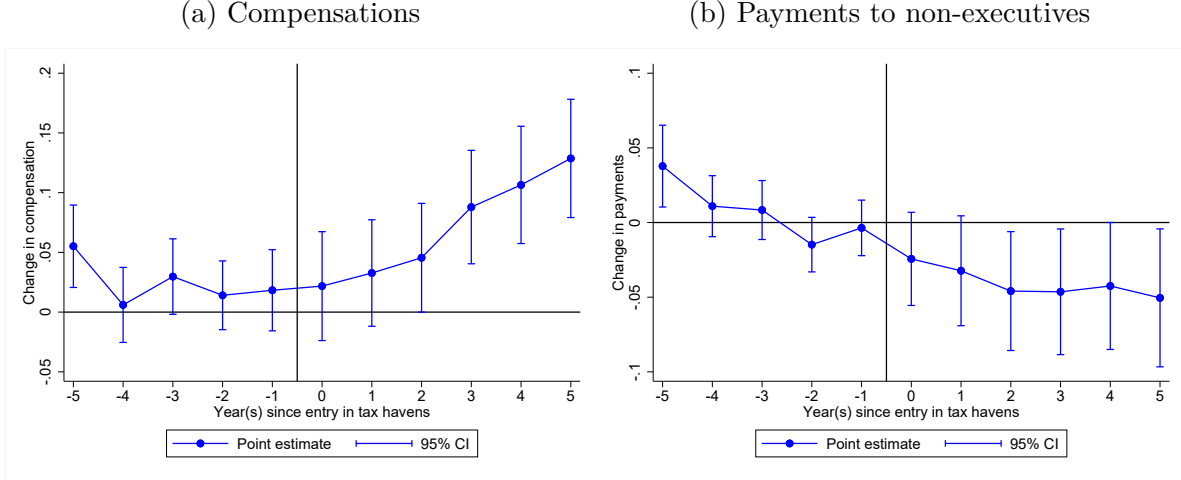 (a) Compensations
Change in compensation
.2
.15
.1
.05
0
-.05
-5 -4 -3 -2 -1 0 1 2 3 4 5
Year(s) since entry in tax havens
Point estimate 95% CI
(b) Payments to non-executives
Change in payments
.1
.05
0
-.05
-.1
-5 -4 -3 -2 -1 0 1 2 3 4 5
Year(s) since entry in tax havens
Point estimate 95% CI